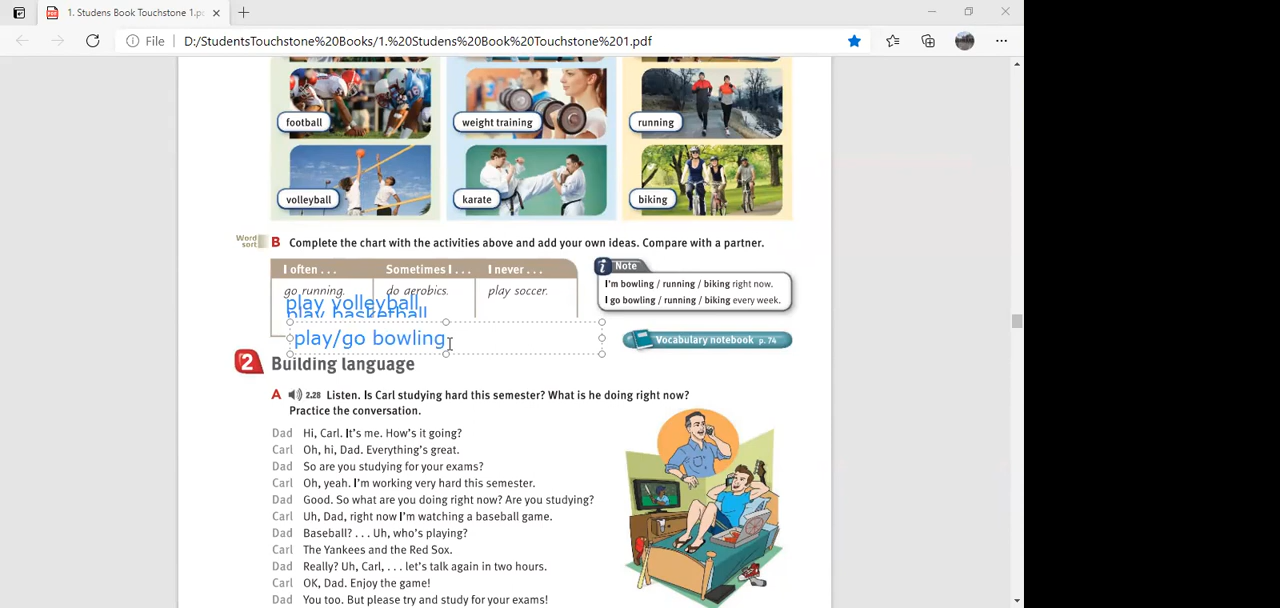 1. Studens Book Touchstone 1.pc
File
D:/StudentsTouchstone%20Books/1.%20Studens%20Book%20Touchstone%201.pdf
football
weight training
running
volleyball
karate
biking
Word sort
B Complete the chart with the activities above and add your own ideas. Compare with a partner.
I often . . . Sometimes I . . . I never . . .
go running. do aerobics. play soccer.
play volleyball
play basketball
play/go bowling
i Note
I'm bowling / running / biking right now.
I go bowling / running / biking every week.
Vocabulary notebook p. 74
2 Building language
A 2.28 Listen. Is Carl studying hard this semester? What is he doing right now?
Practice the conversation.
Dad Hi, Carl. It's me. How's it going?
Carl Oh, hi, Dad. Everything's great.
Dad So are you studying for your exams?
Carl Oh, yeah. I'm working very hard this semester.
Dad Good. So what are you doing right now? Are you studying?
Carl Uh, Dad, right now I'm watching a baseball game.
Dad Baseball? . . . Uh, who's playing?
Carl The Yankees and the Red Sox.
Dad Really? Uh, Carl, . . . let's talk again in two hours.
Carl OK, Dad. Enjoy the game!
Dad You too. But please try and study for your exams!